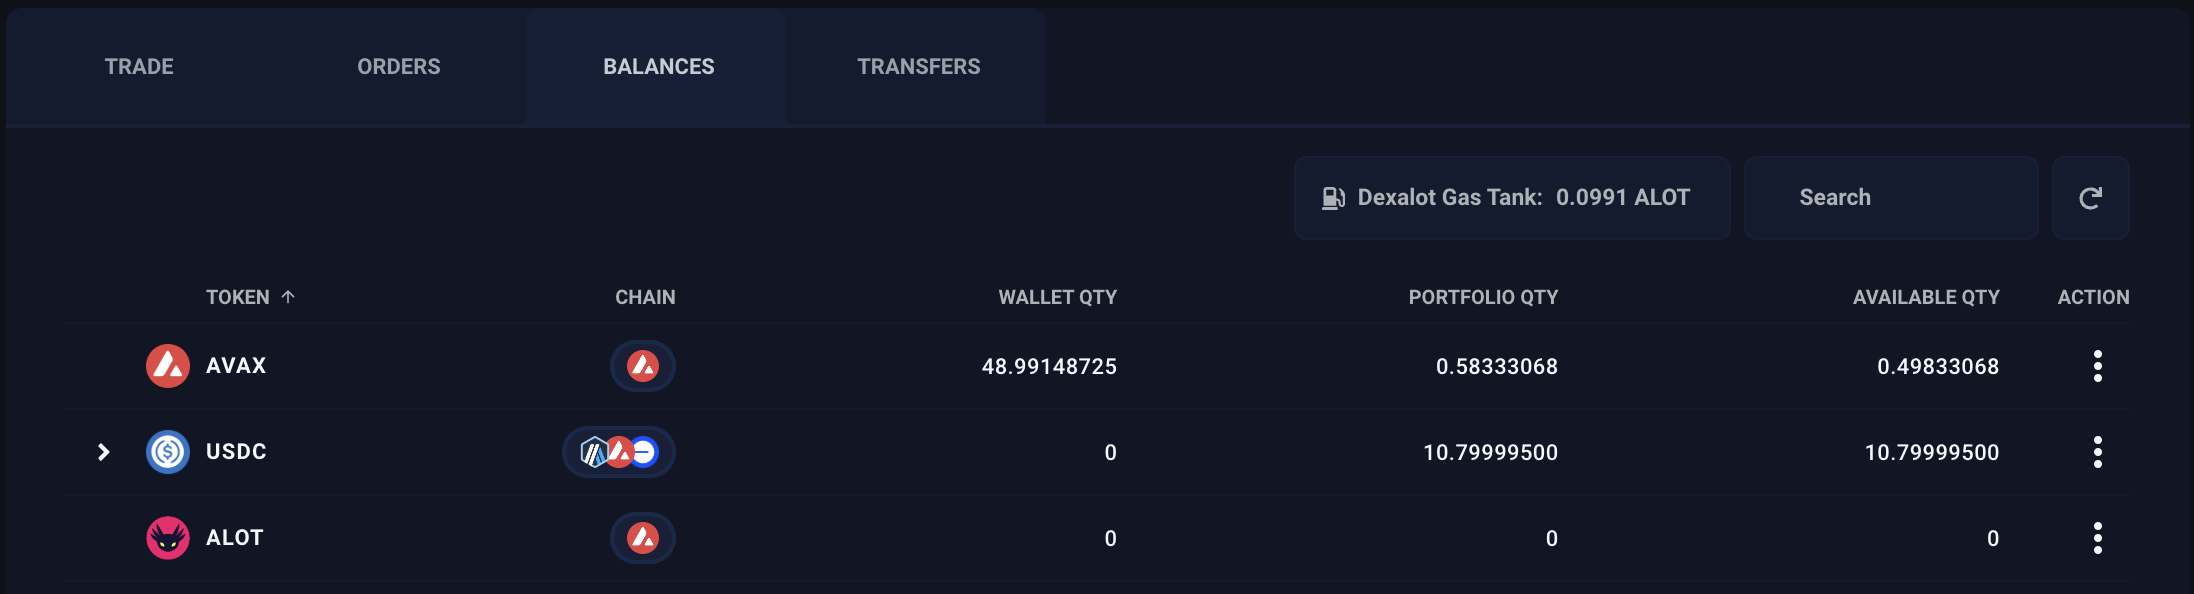 TRADE ORDERS BALANCES TRANSFERS
Dexalot Gas Tank: 0.0991 ALOT Search
TOKEN ↑ CHAIN WALLET QTY PORTFOLIO QTY AVAILABLE QTY ACTION
AVAX 48.99148725 0.58333068 0.49833068
USDC 0 10.79999500 10.79999500
ALOT 0 0 0